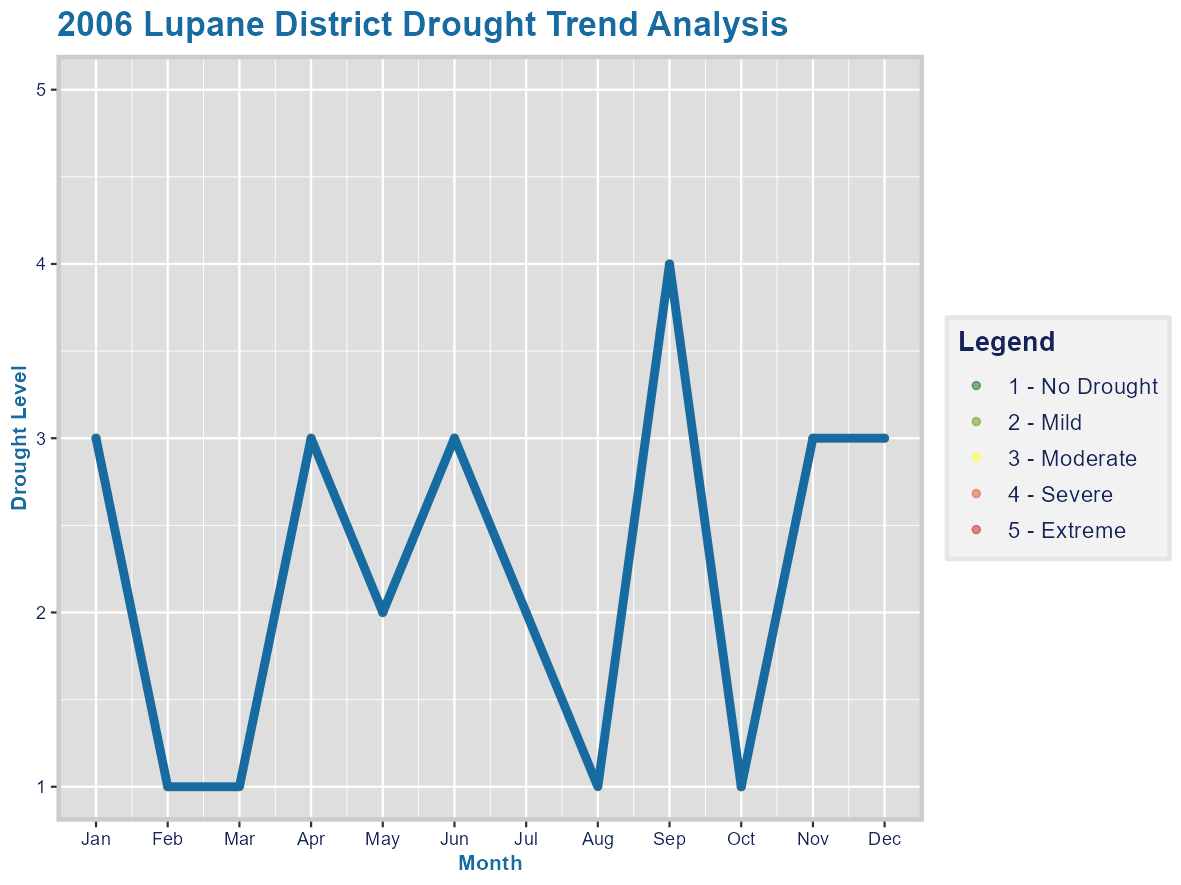 2006 Lupane District Drought Trend Analysis
5
4
3
2
1
Drought Level
Jan Feb Mar Apr May Jun Jul Aug Sep Oct Nov Dec
Month
Legend
1 - No Drought
2 - Mild
3 - Moderate
4 - Severe
5 - Extreme